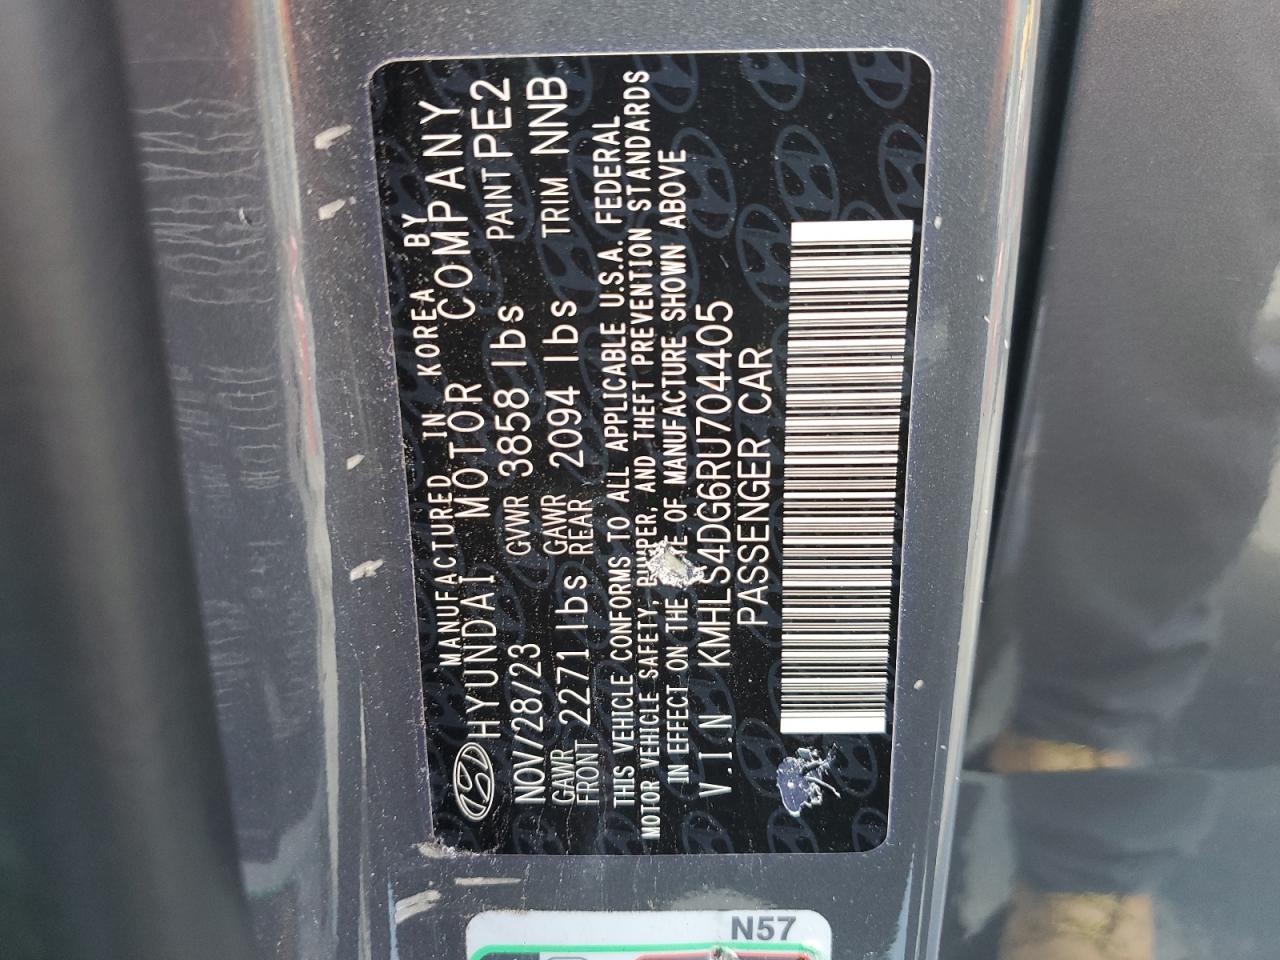 MANUFACTURED IN KOREA BY
HYUNDAI MOTOR COMPANY
NOV/28/23 GVWR 3858 lbs PAINT PE2
GAWR FRONT 2271 lbs GAWR REAR 2094 lbs TRIM NNB
THIS VEHICLE CONFORMS TO ALL APPLICABLE U.S.A. FEDERAL
MOTOR VEHICLE SAFETY, BUMPER, AND THEFT PREVENTION STANDARDS
IN EFFECT ON THE OF MANUFACTURE SHOWN ABOVE
V.I.N KMHLS4DG6RU704405
PASSENGER CAR
N57